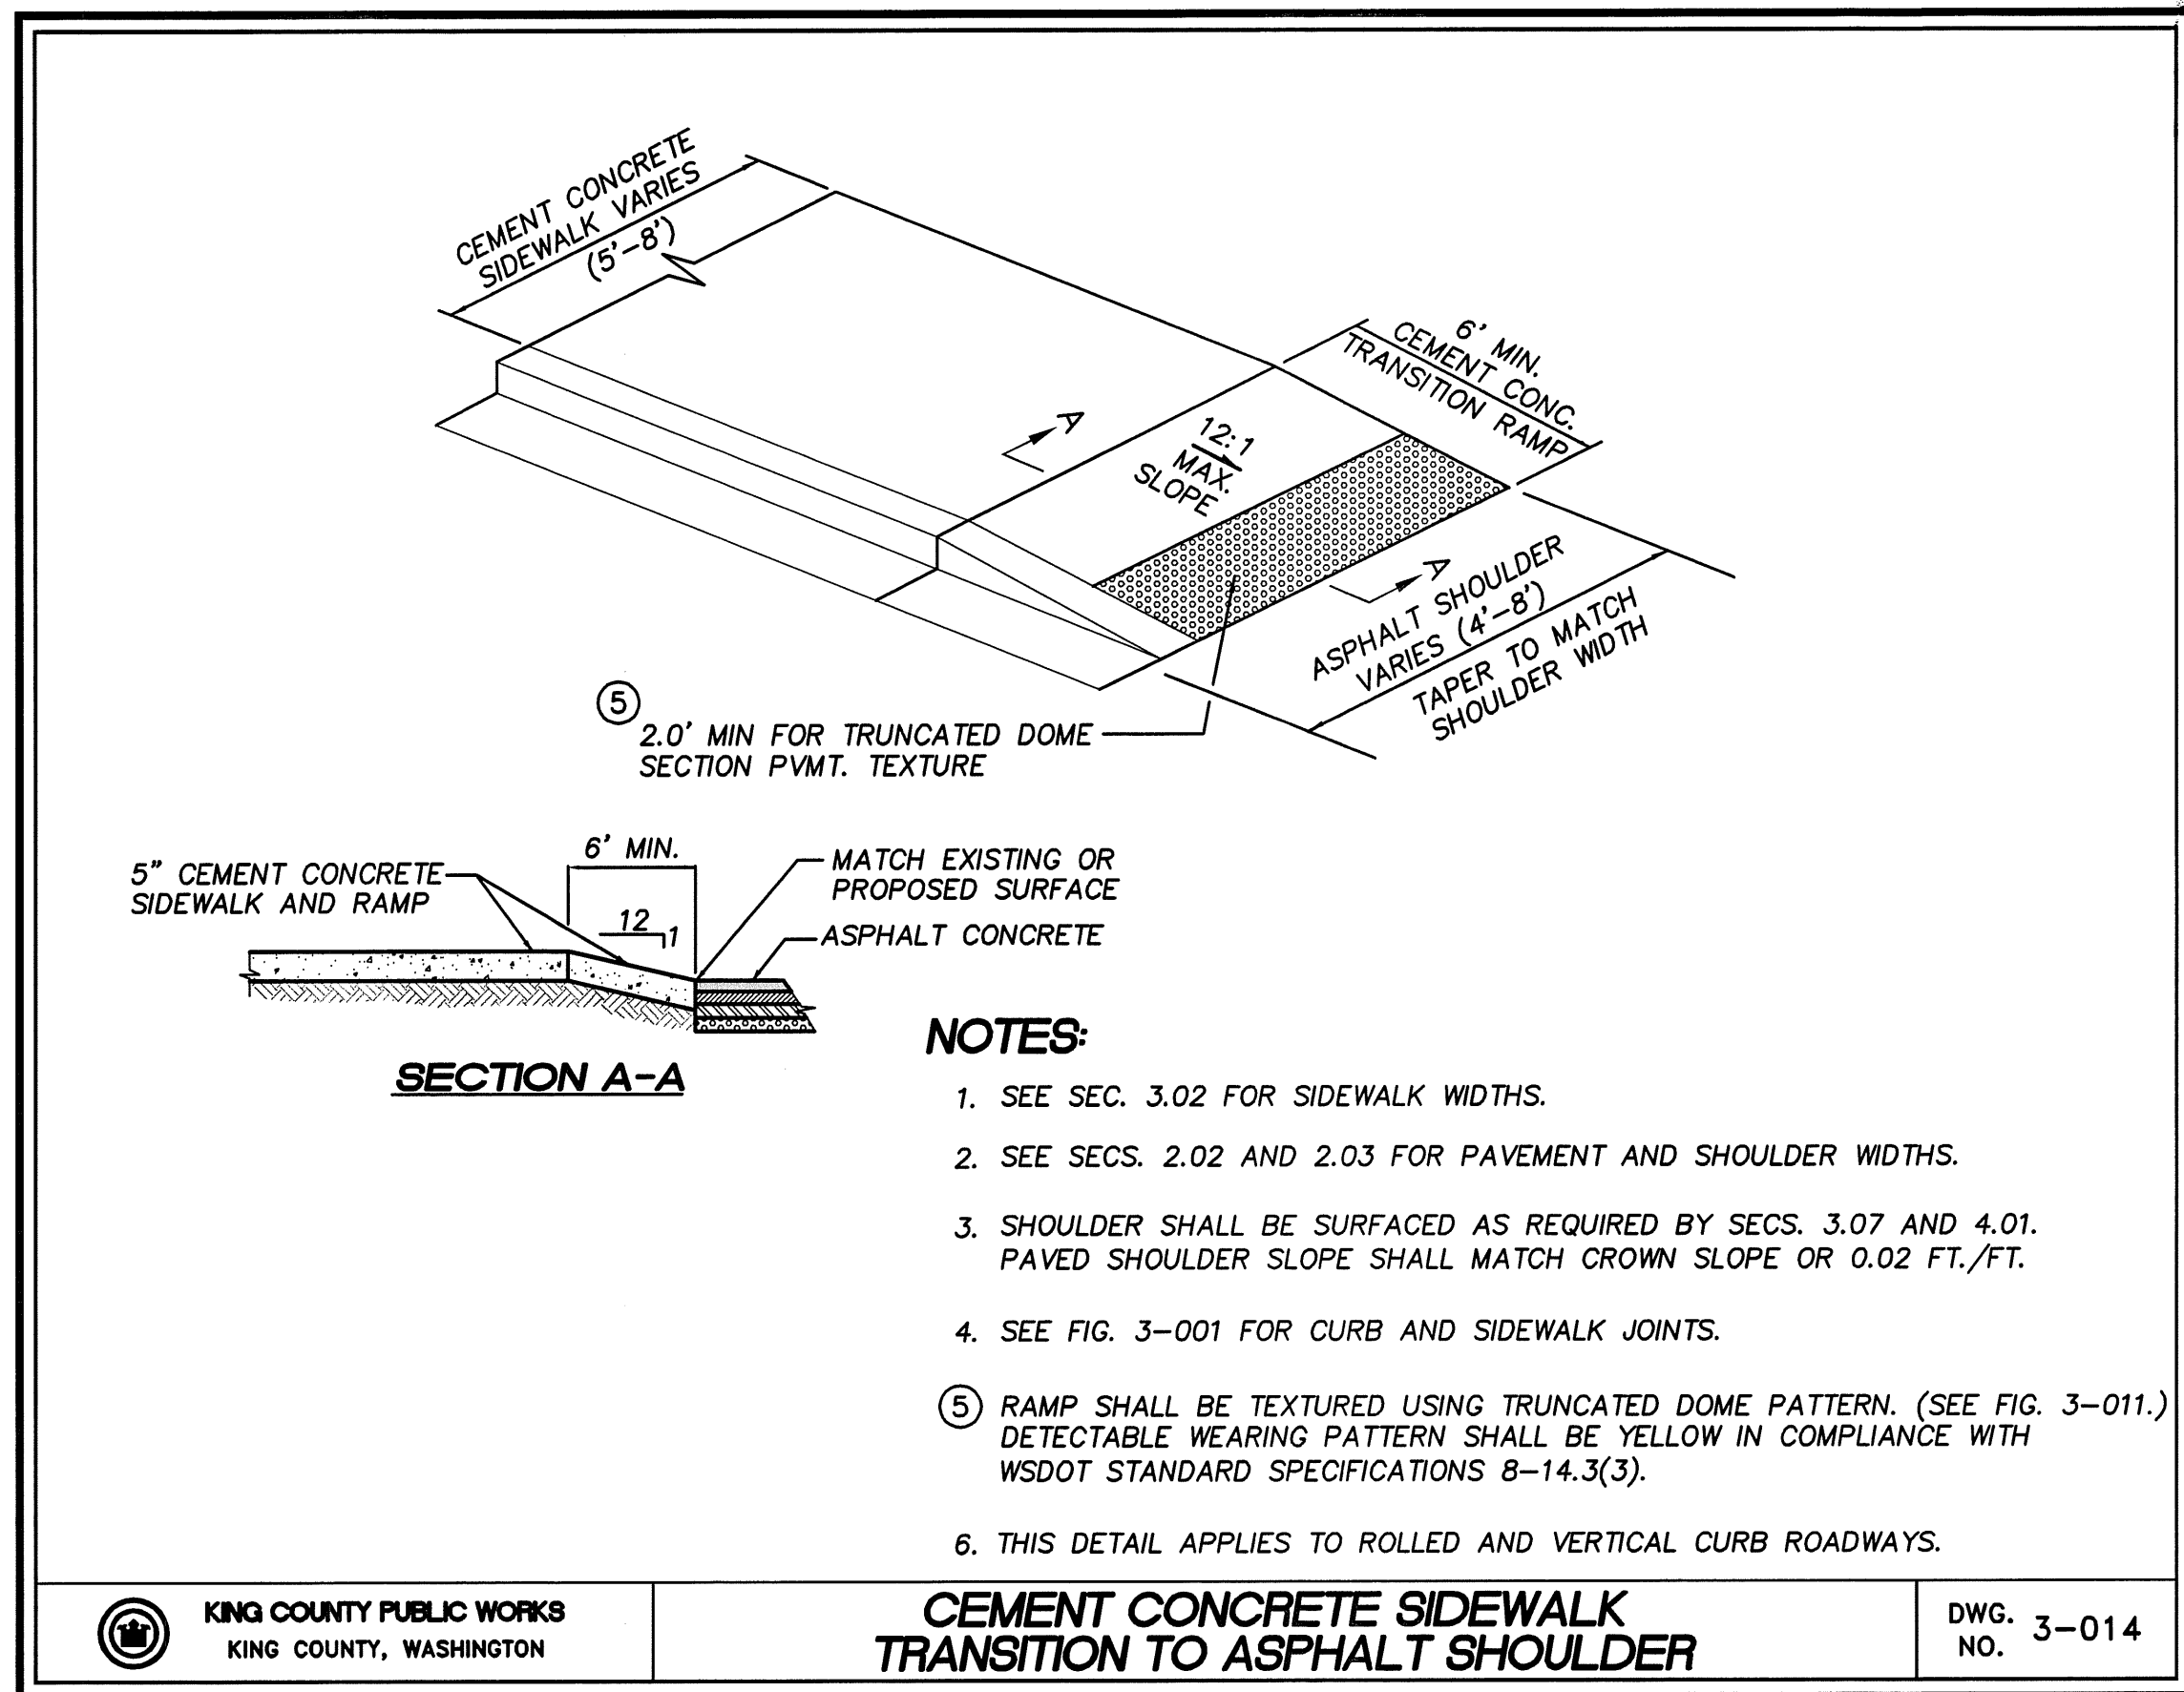 CEMENT CONCRETE
SIDEWALK VARIES
(5'-8')
6' MIN.
CEMENT CONC.
TRANSITION RAMP
A
12:1
MAX.
SLOPE
A
ASPHALT SHOULDER
VARIES (4'-8')
TAPER TO MATCH
SHOULDER WIDTH
5
2.0' MIN FOR TRUNCATED DOME
SECTION PVMT. TEXTURE
5" CEMENT CONCRETE
SIDEWALK AND RAMP
6' MIN.
12
1
MATCH EXISTING OR
PROPOSED SURFACE
ASPHALT CONCRETE
SECTION A-A
NOTES:
1. SEE SEC. 3.02 FOR SIDEWALK WIDTHS.
2. SEE SECS. 2.02 AND 2.03 FOR PAVEMENT AND SHOULDER WIDTHS.
3. SHOULDER SHALL BE SURFACED AS REQUIRED BY SECS. 3.07 AND 4.01.
PAVED SHOULDER SLOPE SHALL MATCH CROWN SLOPE OR 0.02 FT./FT.
4. SEE FIG. 3-001 FOR CURB AND SIDEWALK JOINTS.
5 RAMP SHALL BE TEXTURED USING TRUNCATED DOME PATTERN. (SEE FIG. 3-011.)
DETECTABLE WEARING PATTERN SHALL BE YELLOW IN COMPLIANCE WITH
WSDOT STANDARD SPECIFICATIONS 8-14.3(3).
6. THIS DETAIL APPLIES TO ROLLED AND VERTICAL CURB ROADWAYS.
KING COUNTY PUBLIC WORKS
KING COUNTY, WASHINGTON
CEMENT CONCRETE SIDEWALK
TRANSITION TO ASPHALT SHOULDER
DWG.
NO. 3-014